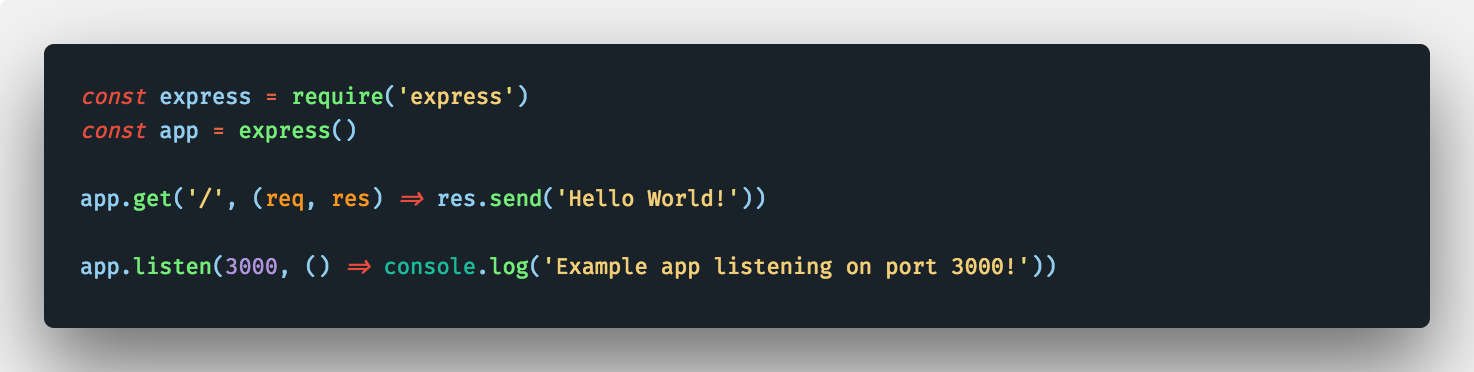 const express = require('express')
const app = express()
app.get('/', (req, res) => res.send('Hello World!'))
app.listen(3000, () => console.log('Example app listening on port 3000!'))